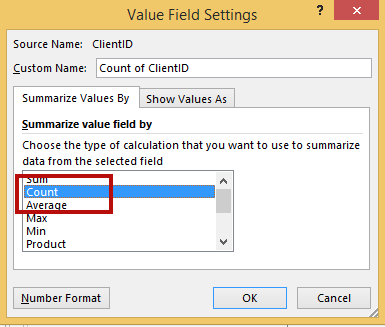 Value Field Settings ? ×
Source Name: ClientID
Custom Name: Count of ClientID
Summarize Values By Show Values As
Summarize value field by
Choose the type of calculation that you want to use to summarize
data from the selected field
Sum
Count
Average
Max
Min
Product
Number Format OK Cancel